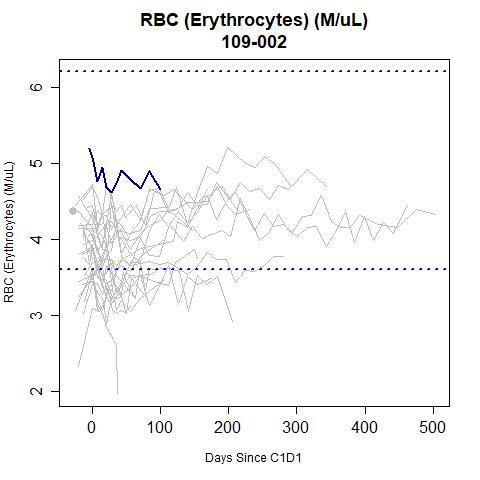 RBC (Erythrocytes) (M/uL)
109-002
6
5
4
3
2
RBC (Erythrocytes) (M/uL)
0 100 200 300 400 500
Days Since C1D1